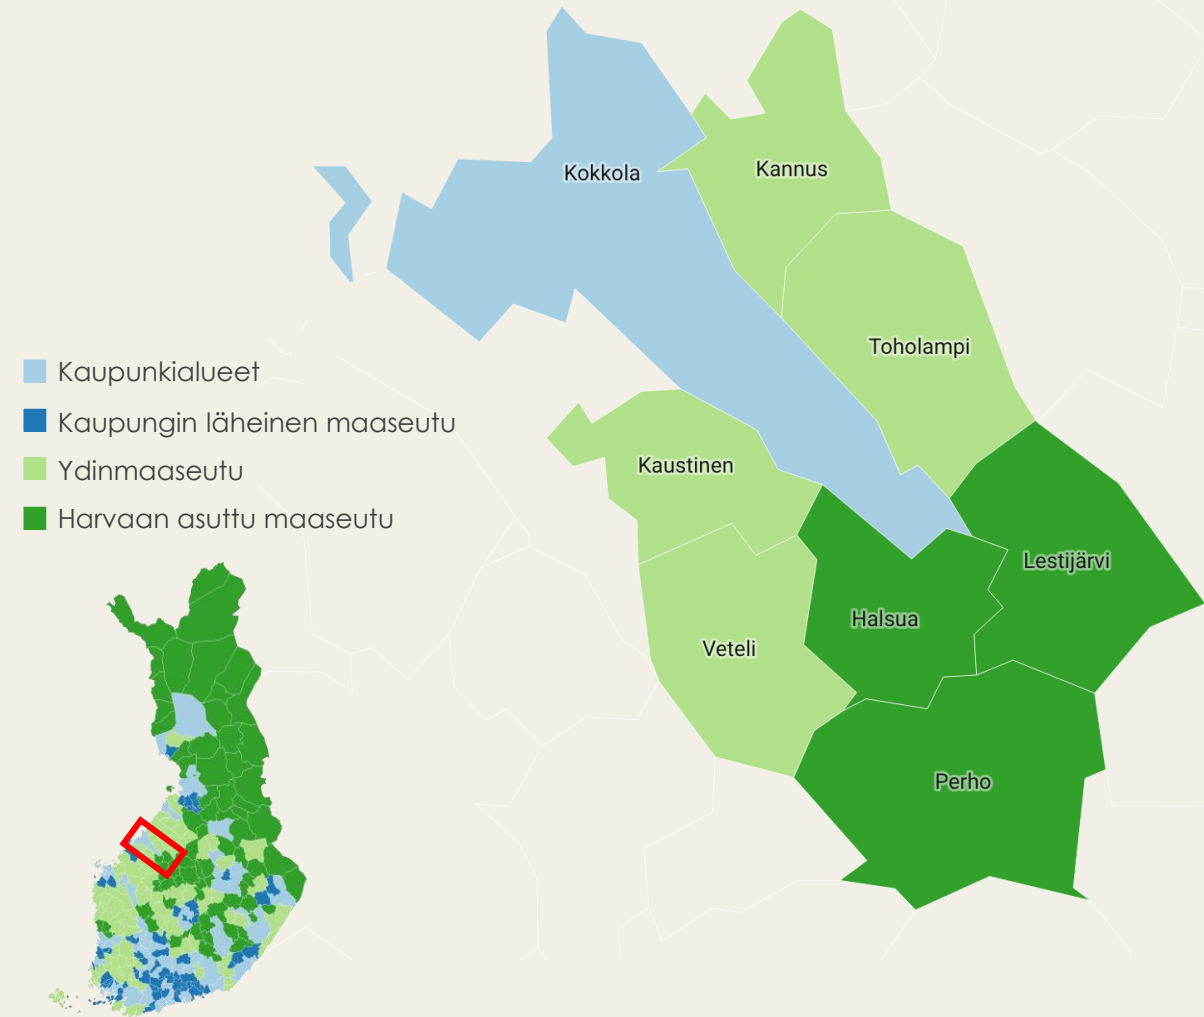 Kokkola
Kannus
Toholampi
Kaupunkialueet
Kaupungin läheinen maaseutu
Ydinmaaseutu
Harvaan asuttu maaseutu
Kaustinen
Lestijärvi
Halsua
Veteli
Perho